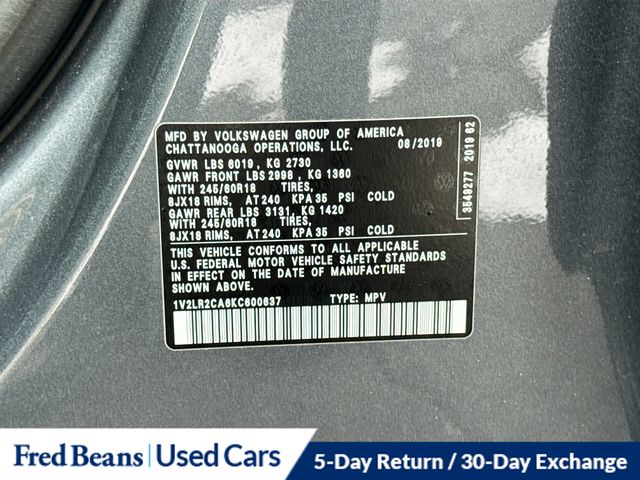 MFD BY VOLKSWAGEN GROUP OF AMERICA
CHATTANOOGA OPERATIONS, LLC. 08/2019
GVWR LBS 6019 , KG 2730
GAWR FRONT LBS 2998 , KG 1360
WITH 245/60R18 TIRES,
8JX18 RIMS, AT 240 KPA 35 PSI COLD
GAWR REAR LBS 3131, KG 1420
WITH 245/60R18 TIRES,
8JX18 RIMS, AT 240 KPA 35 PSI COLD
THIS VEHICLE CONFORMS TO ALL APPLICABLE
U.S. FEDERAL MOTOR VEHICLE SAFETY STANDARDS
IN EFFECT ON THE DATE OF MANUFACTURE
SHOWN ABOVE.
1V2LR2CA6KC600637 TYPE: MPV
3549277 2019 62
Fred Beans Used Cars
5-Day Return / 30-Day Exchange